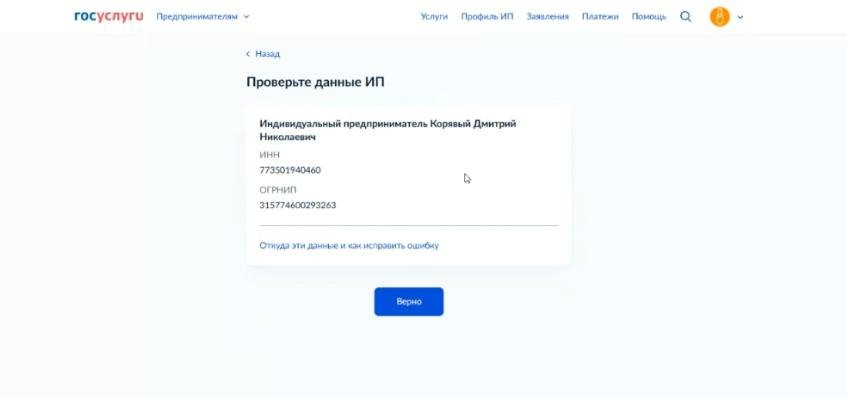 госуслуги Предпринимателям Услуги Профиль ИП Заявления Платежи Помощь
Назад
Проверьте данные ИП
Индивидуальный предприниматель Корявый Дмитрий
Николаевич
ИНН
773501940460
ОГРНИП
315774600293263
Откуда эти данные и как исправить ошибку
Верно